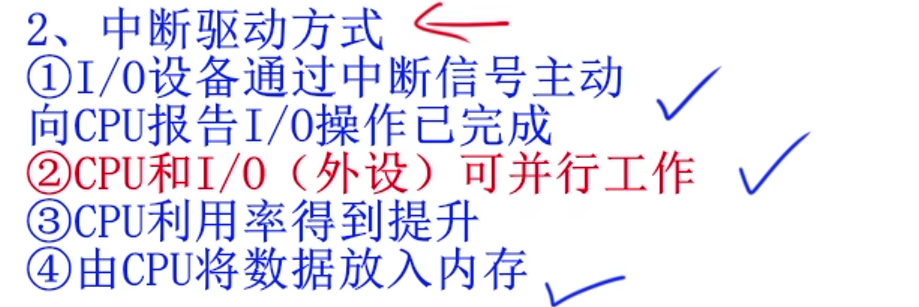 2、中断驱动方式
①I/O设备通过中断信号主动
向CPU报告I/O操作已完成
②CPU和I/O（外设）可并行工作
③CPU利用率得到提升
④由CPU将数据放入内存